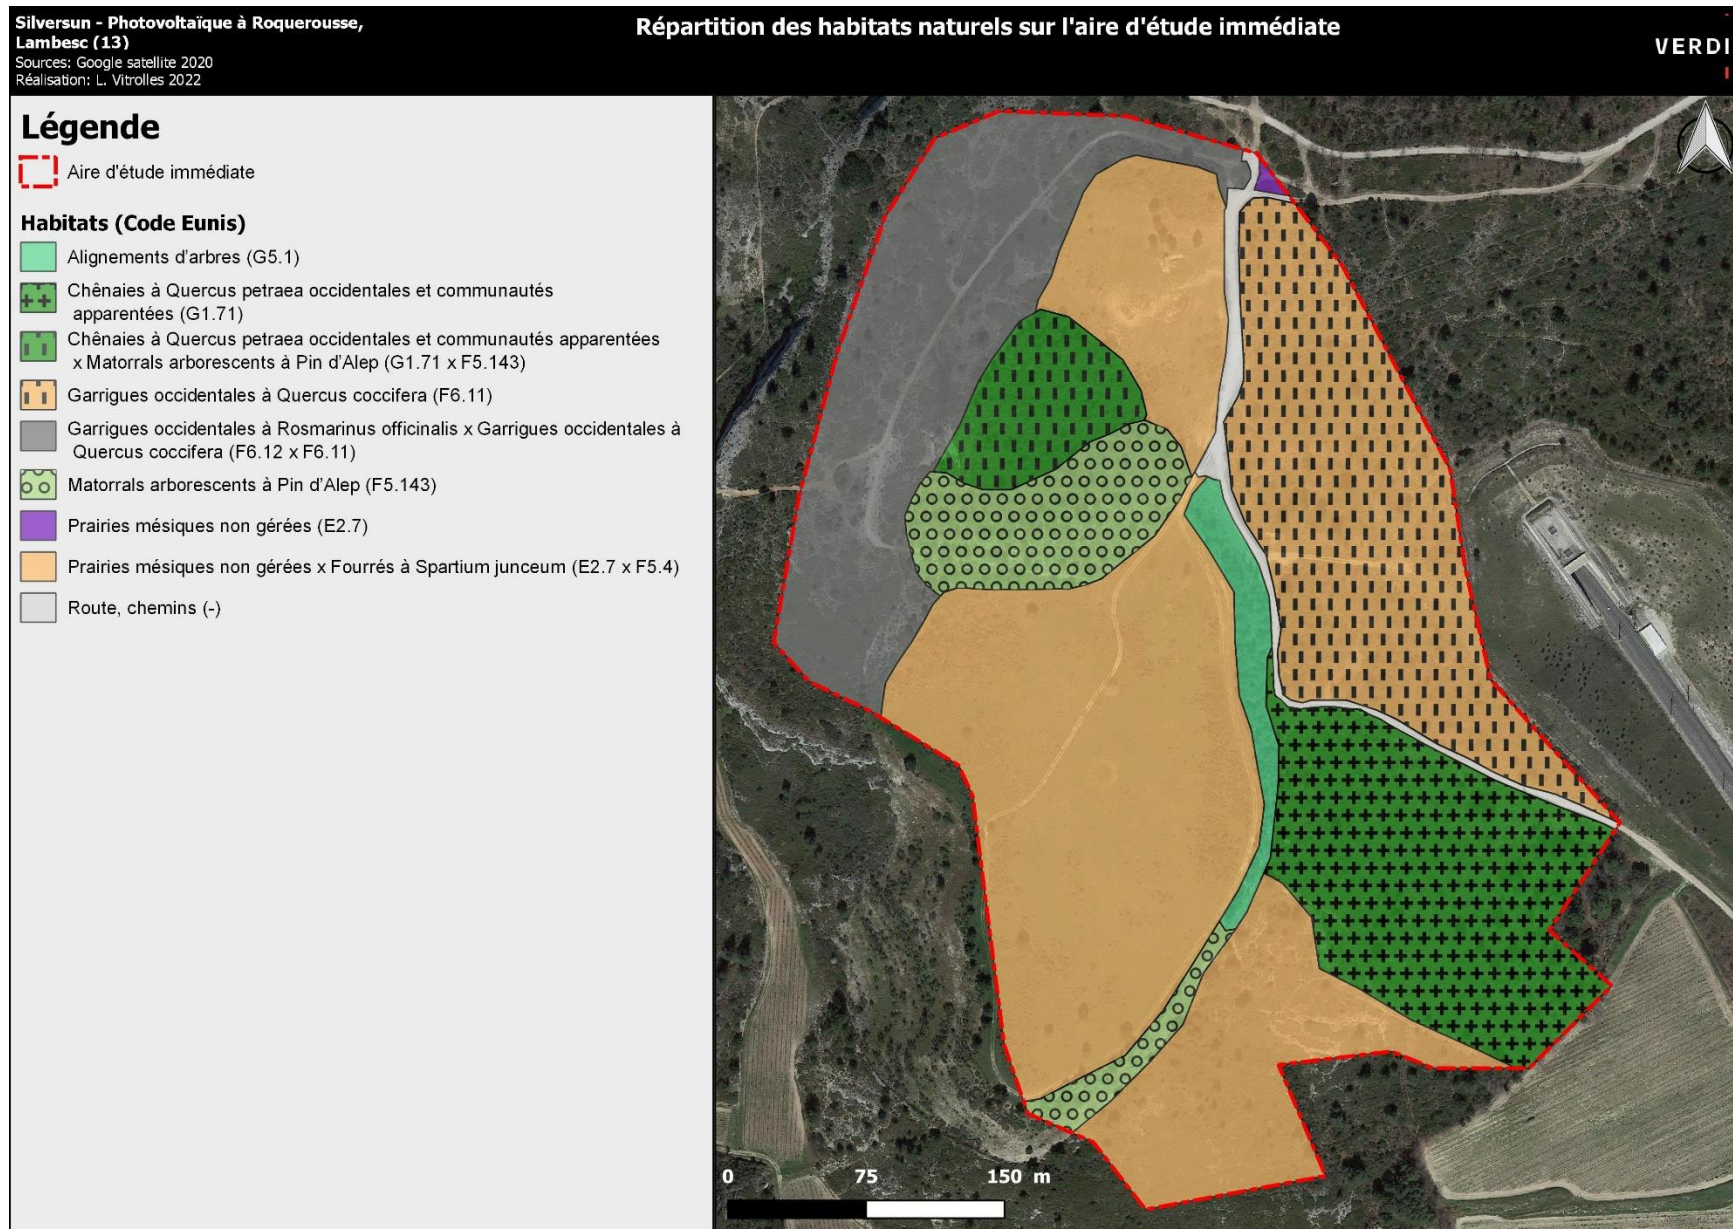 Silversun - Photovoltaïque à Roquerousse,
Lambesc (13)
Sources: Google satellite 2020
Réalisation: L. Vitrolles 2022
Répartition des habitats naturels sur l'aire d'étude immédiate
VERDI
Légende
Aire d'étude immédiate
Habitats (Code Eunis)
Alignements d'arbres (G5.1)
Chênaies à Quercus petraea occidentales et communautés
apparentées (G1.71)
Chênaies à Quercus petraea occidentales et communautés apparentées
x Matorrals arborescents à Pin d'Alep (G1.71 x F5.143)
Garrigues occidentales à Quercus coccifera (F6.11)
Garrigues occidentales à Rosmarinus officinalis x Garrigues occidentales à
Quercus coccifera (F6.12 x F6.11)
Matorrals arborescents à Pin d'Alep (F5.143)
Prairies mésiques non gérées (E2.7)
Prairies mésiques non gérées x Fourrés à Spartium junceum (E2.7 x F5.4)
Route, chemins (-)
0 75 150 m